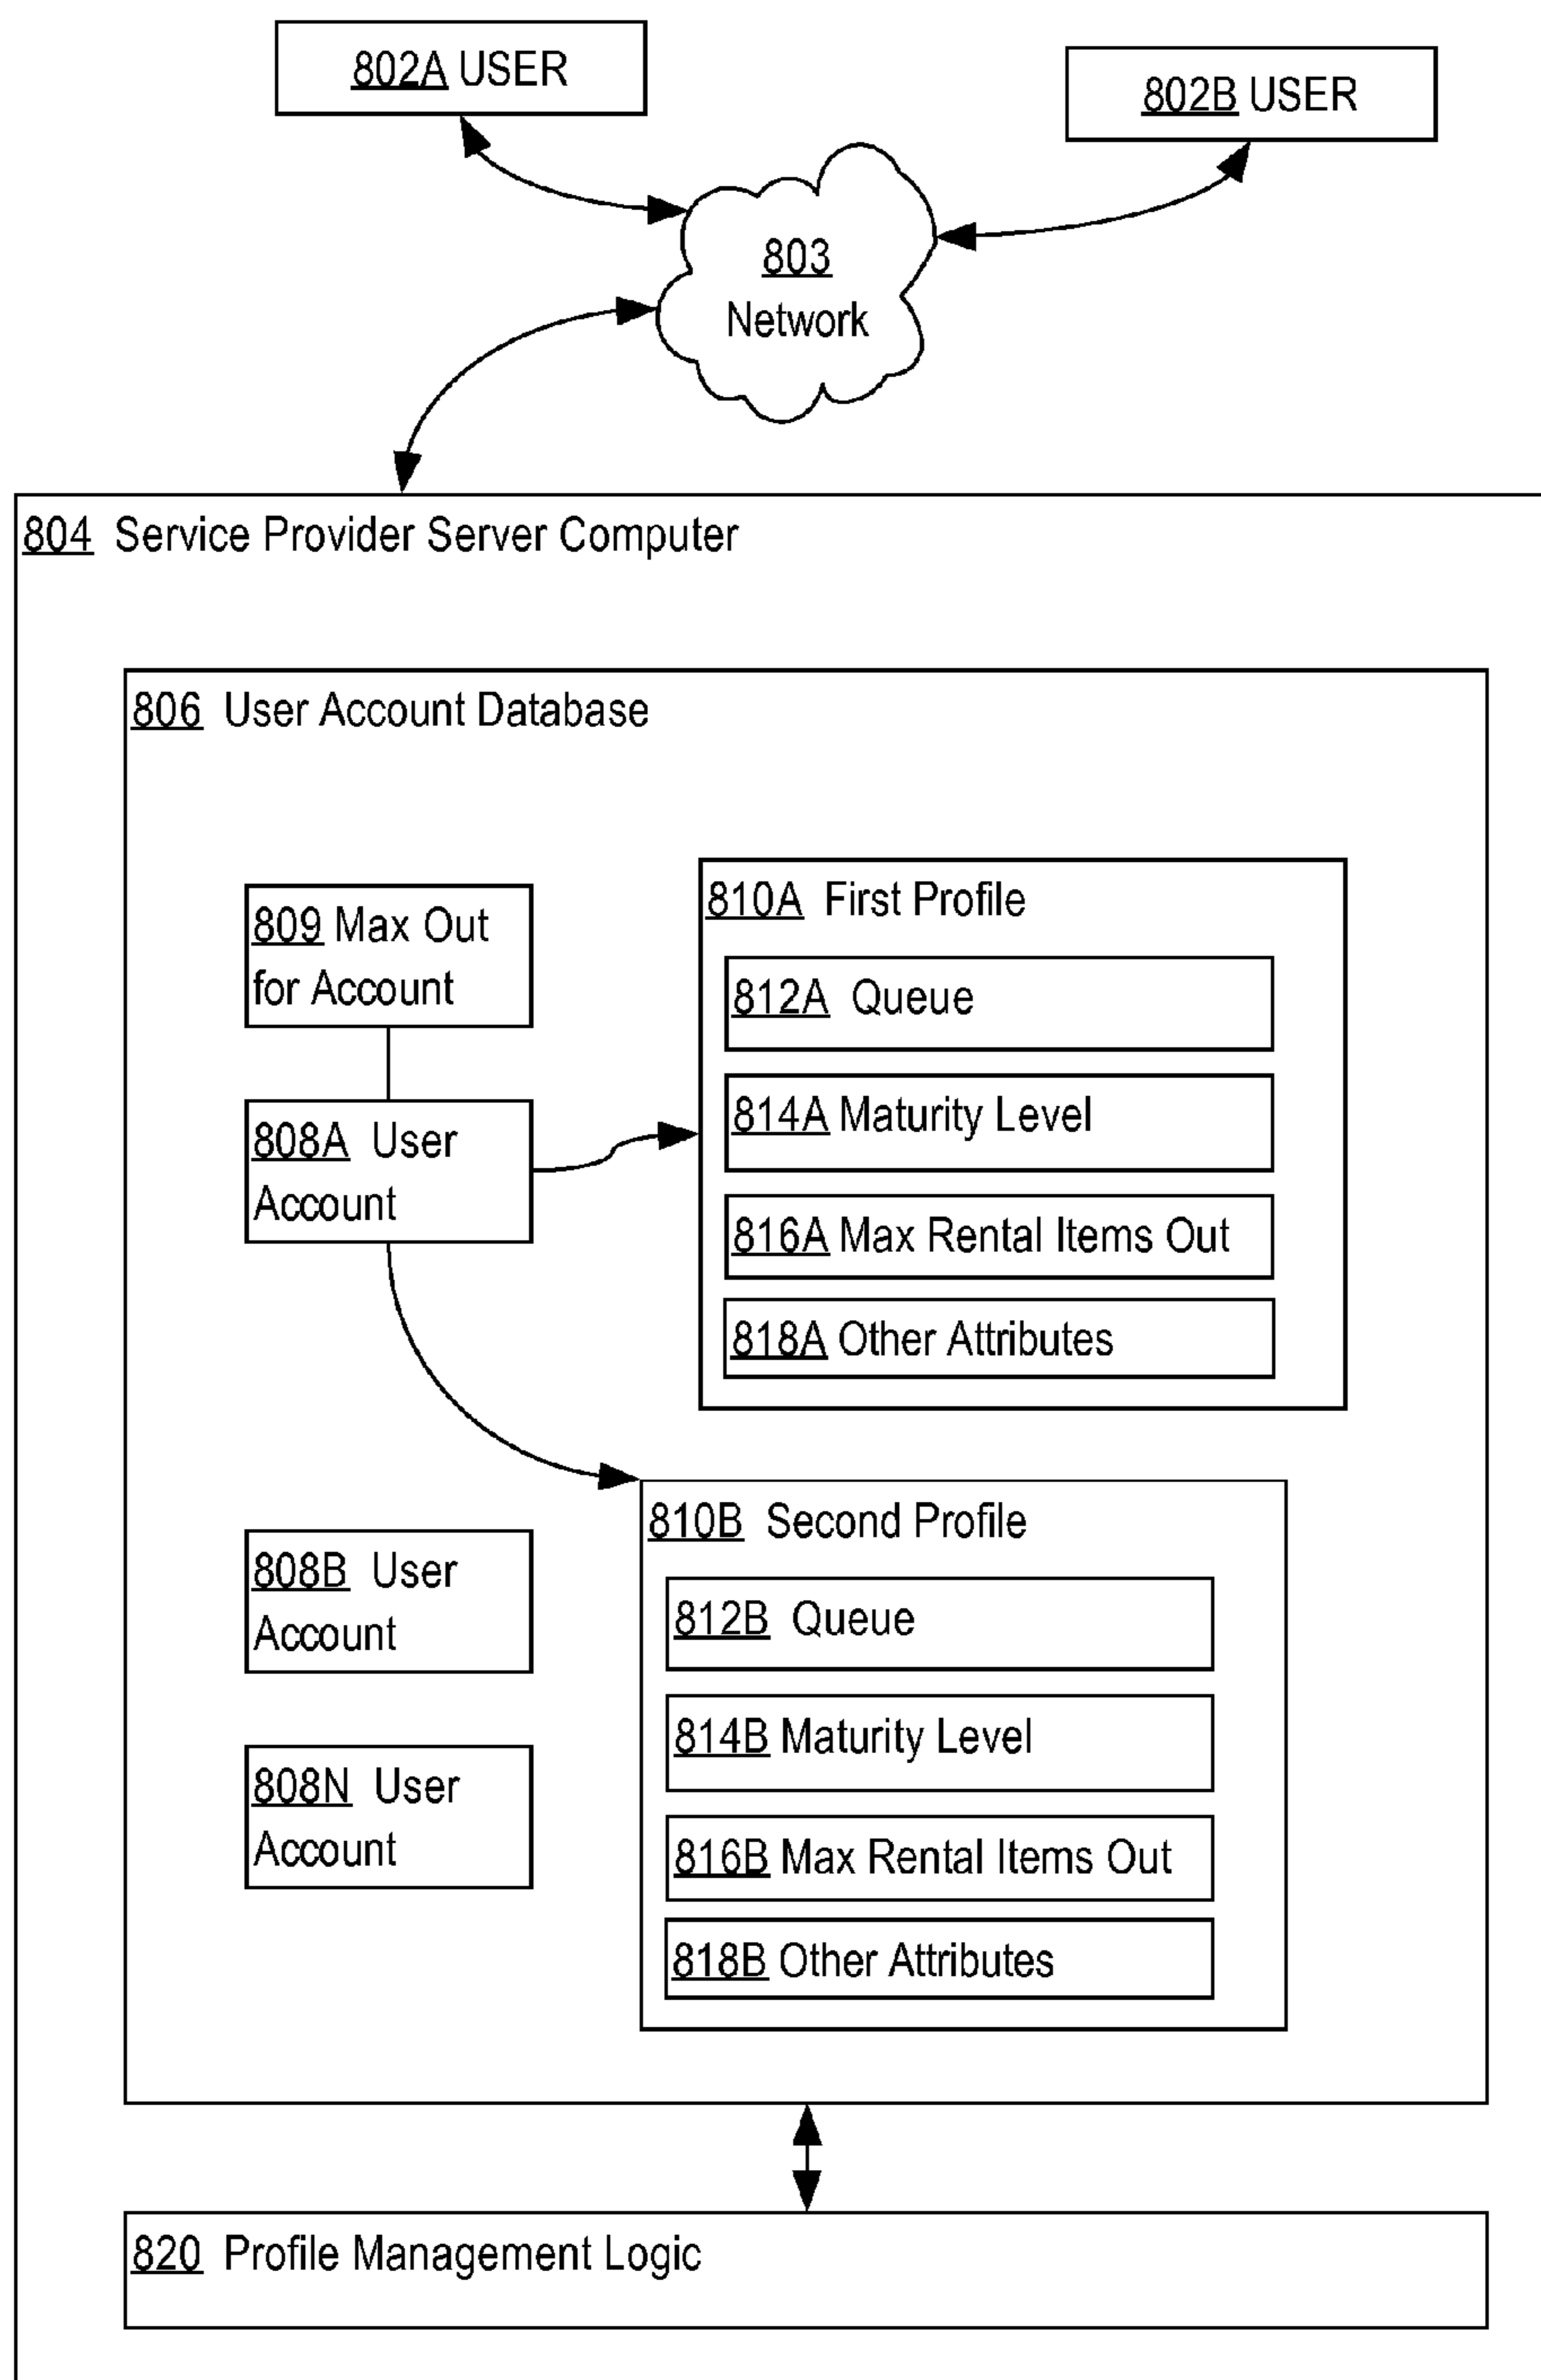 802A USER
802B USER
803
Network
804 Service Provider Server Computer
806 User Account Database
809 Max Out
for Account
808A User
Account
810A First Profile
812A Queue
814A Maturity Level
816A Max Rental Items Out
818A Other Attributes
810B Second Profile
812B Queue
814B Maturity Level
816B Max Rental Items Out
818B Other Attributes
808B User
Account
808N User
Account
820 Profile Management Logic